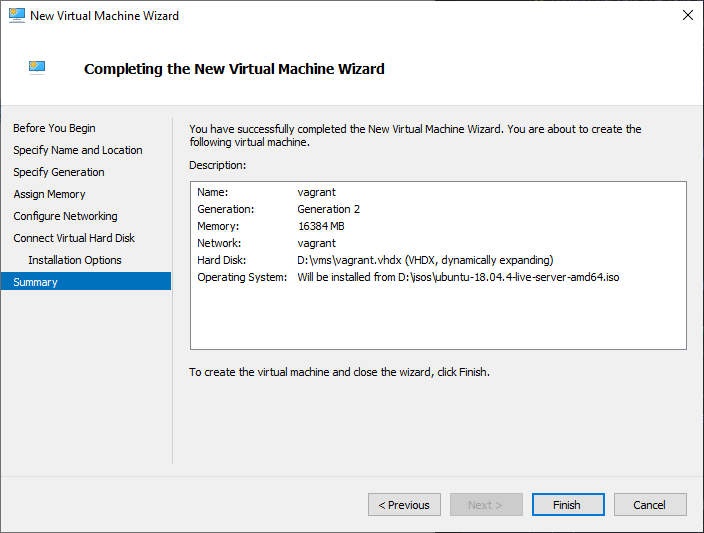 New Virtual Machine Wizard
Completing the New Virtual Machine Wizard
Before You Begin
Specify Name and Location
Specify Generation
Assign Memory
Configure Networking
Connect Virtual Hard Disk
Installation Options
Summary
You have successfully completed the New Virtual Machine Wizard. You are about to create the
following virtual machine.
Description:
Name: vagrant
Generation: Generation 2
Memory: 16384 MB
Network: vagrant
Hard Disk: D:\vms\vagrant.vhdx (VHDX, dynamically expanding)
Operating System: Will be installed from D:\isos\ubuntu-18.04.4-live-server-amd64.iso
To create the virtual machine and close the wizard, click Finish.
< Previous
Next >
Finish
Cancel